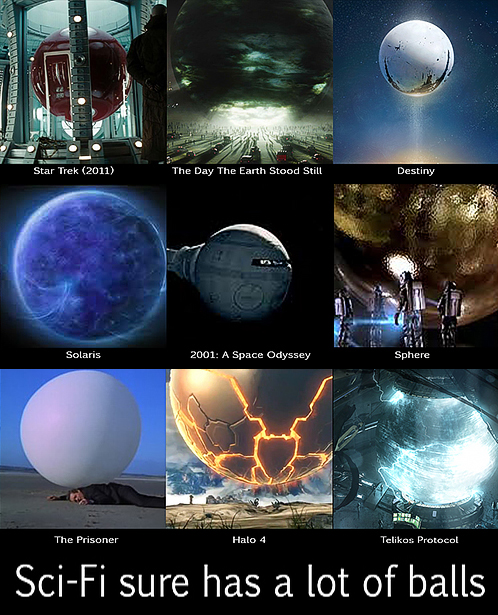 Star Trek (2011)
The Day The Earth Stood Still
Destiny
Solaris
2001: A Space Odyssey
Sphere
The Prisoner
Halo 4
Telikos Protocol
Sci-Fi sure has a lot of balls